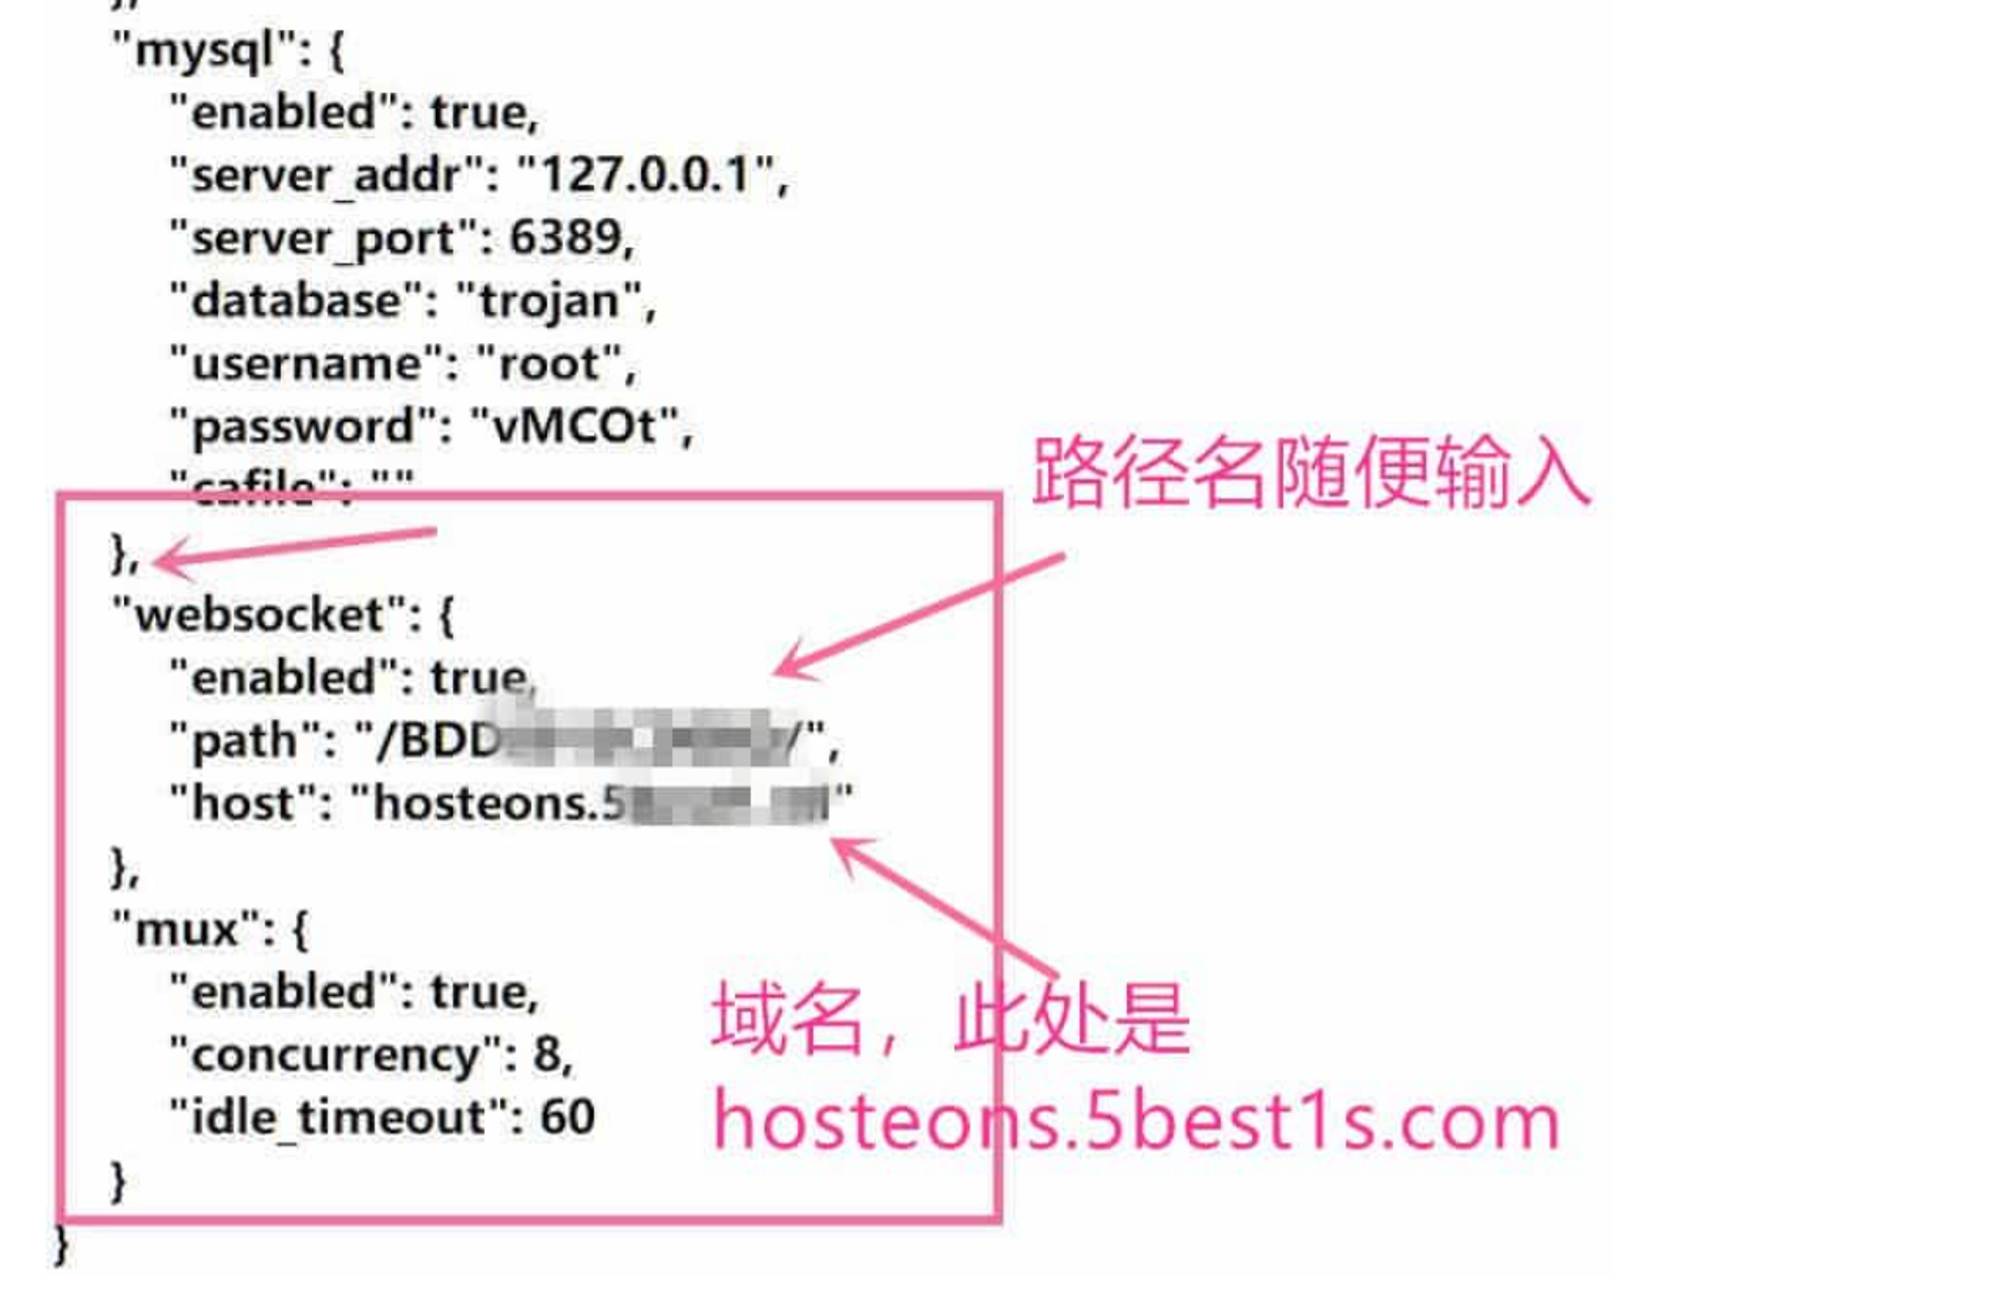 "mysql": {
"enabled": true,
"server_addr": "127.0.0.1",
"server_port": 6389,
"database": "trojan",
"username": "root",
"password": "vMCOt",
"cafile": ""
},
"websocket": {
"enabled": true,
"path": "/BDD /",
"host": "hosteons.5 "
},
"mux": {
"enabled": true,
"concurrency": 8,
"idle_timeout": 60
}
}
路径名随便输入
域名，此处是
hosteons.5best1s.com